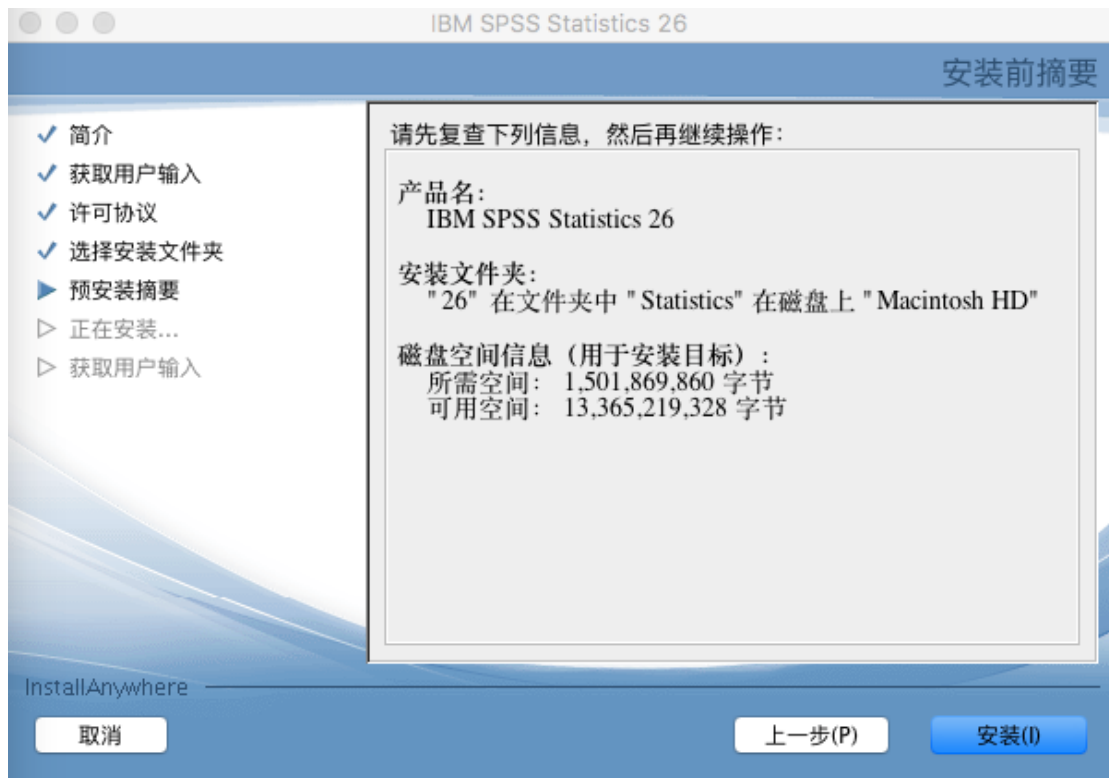 IBM SPSS Statistics 26
安装前摘要
简介
获取用户输入
许可协议
选择安装文件夹
预安装摘要
正在安装...
获取用户输入
请先复查下列信息，然后再继续操作：
产品名：
IBM SPSS Statistics 26
安装文件夹：
"26" 在文件夹中 "Statistics" 在磁盘上 "Macintosh HD"
磁盘空间信息（用于安装目标）：
所需空间： 1,501,869,860 字节
可用空间： 13,365,219,328 字节
InstallAnywhere
取消
上一步(P)
安装(I)